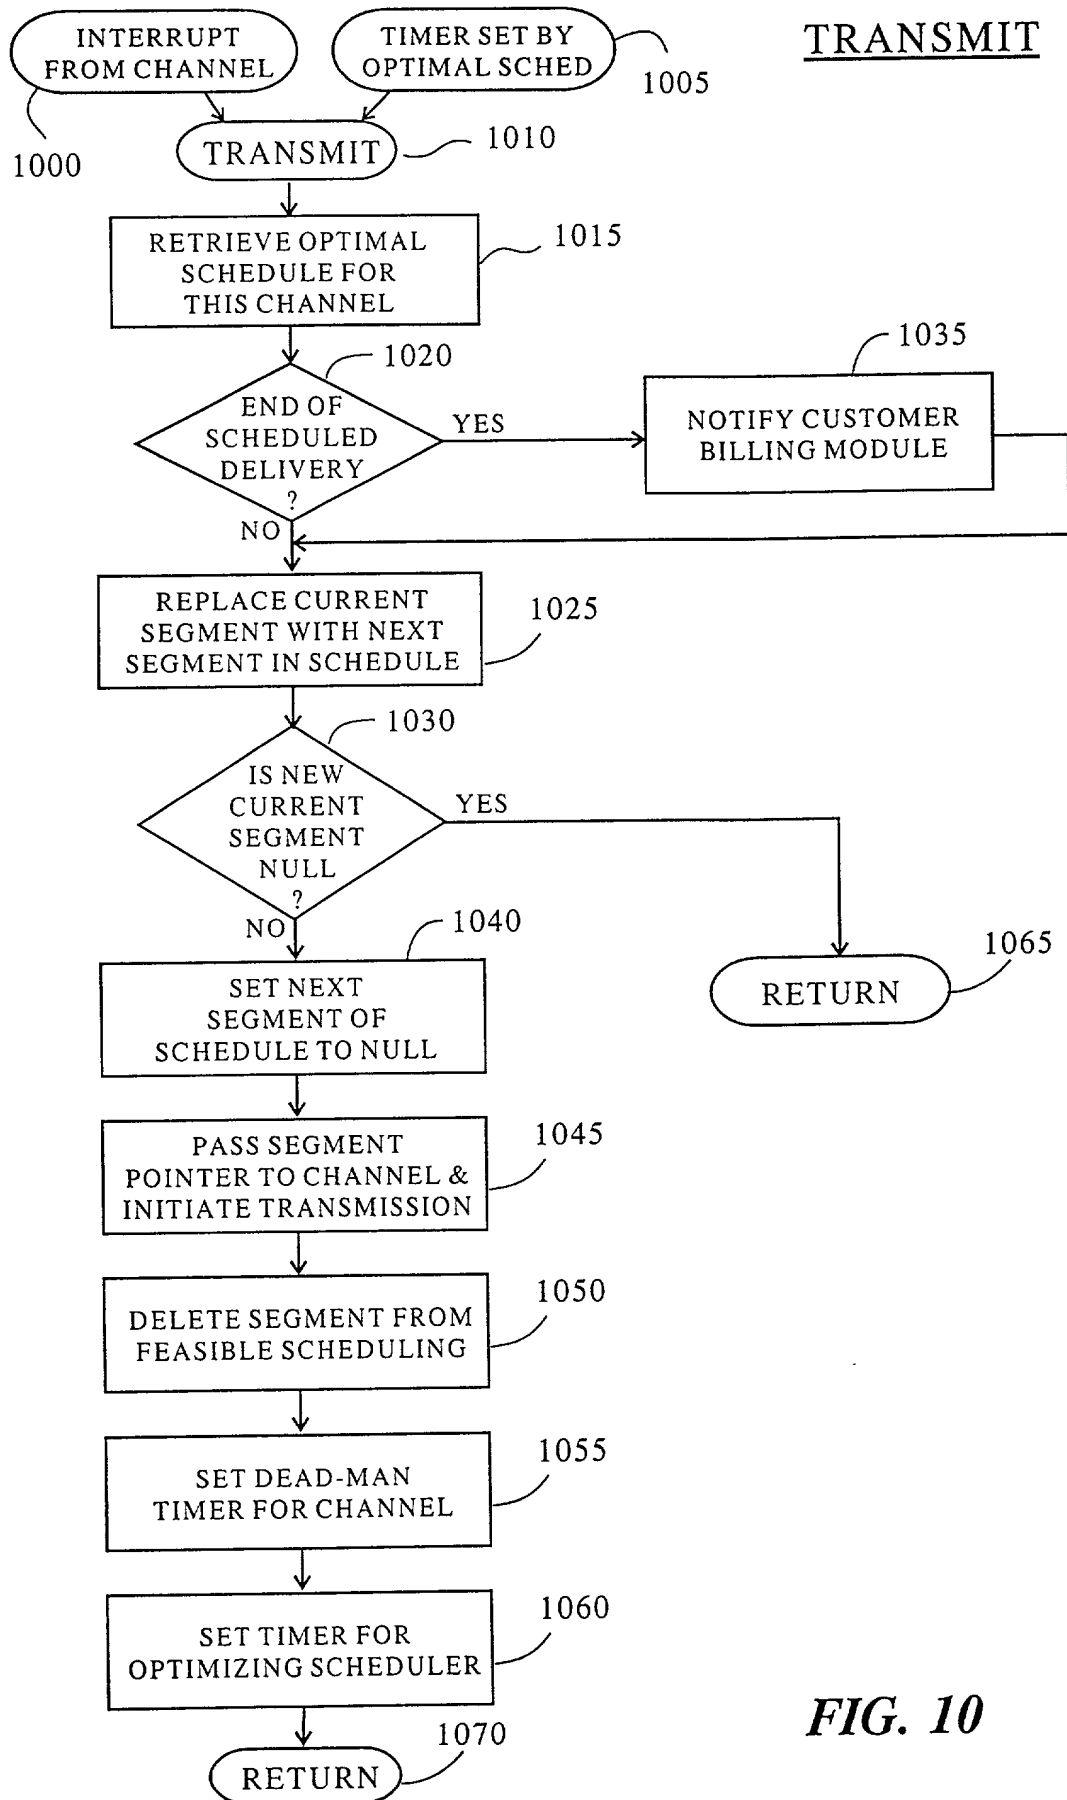 INTERRUPT
FROM CHANNEL
TIMER SET BY
OPTIMAL SCHED
TRANSMIT
1000
1005
TRANSMIT
1010
RETRIEVE OPTIMAL
SCHEDULE FOR
THIS CHANNEL
1015
1020
END OF
SCHEDULED
DELIVERY
?
YES
NO
1035
NOTIFY CUSTOMER
BILLING MODULE
REPLACE CURRENT
SEGMENT WITH NEXT
SEGMENT IN SCHEDULE
1025
1030
IS NEW
CURRENT
SEGMENT
NULL
?
YES
NO
1040
SET NEXT
SEGMENT OF
SCHEDULE TO NULL
RETURN
1065
PASS SEGMENT
POINTER TO CHANNEL &
INITIATE TRANSMISSION
1045
DELETE SEGMENT FROM
FEASIBLE SCHEDULING
1050
SET DEAD-MAN
TIMER FOR CHANNEL
1055
SET TIMER FOR
OPTIMIZING SCHEDULER
1060
RETURN
1070
FIG. 10